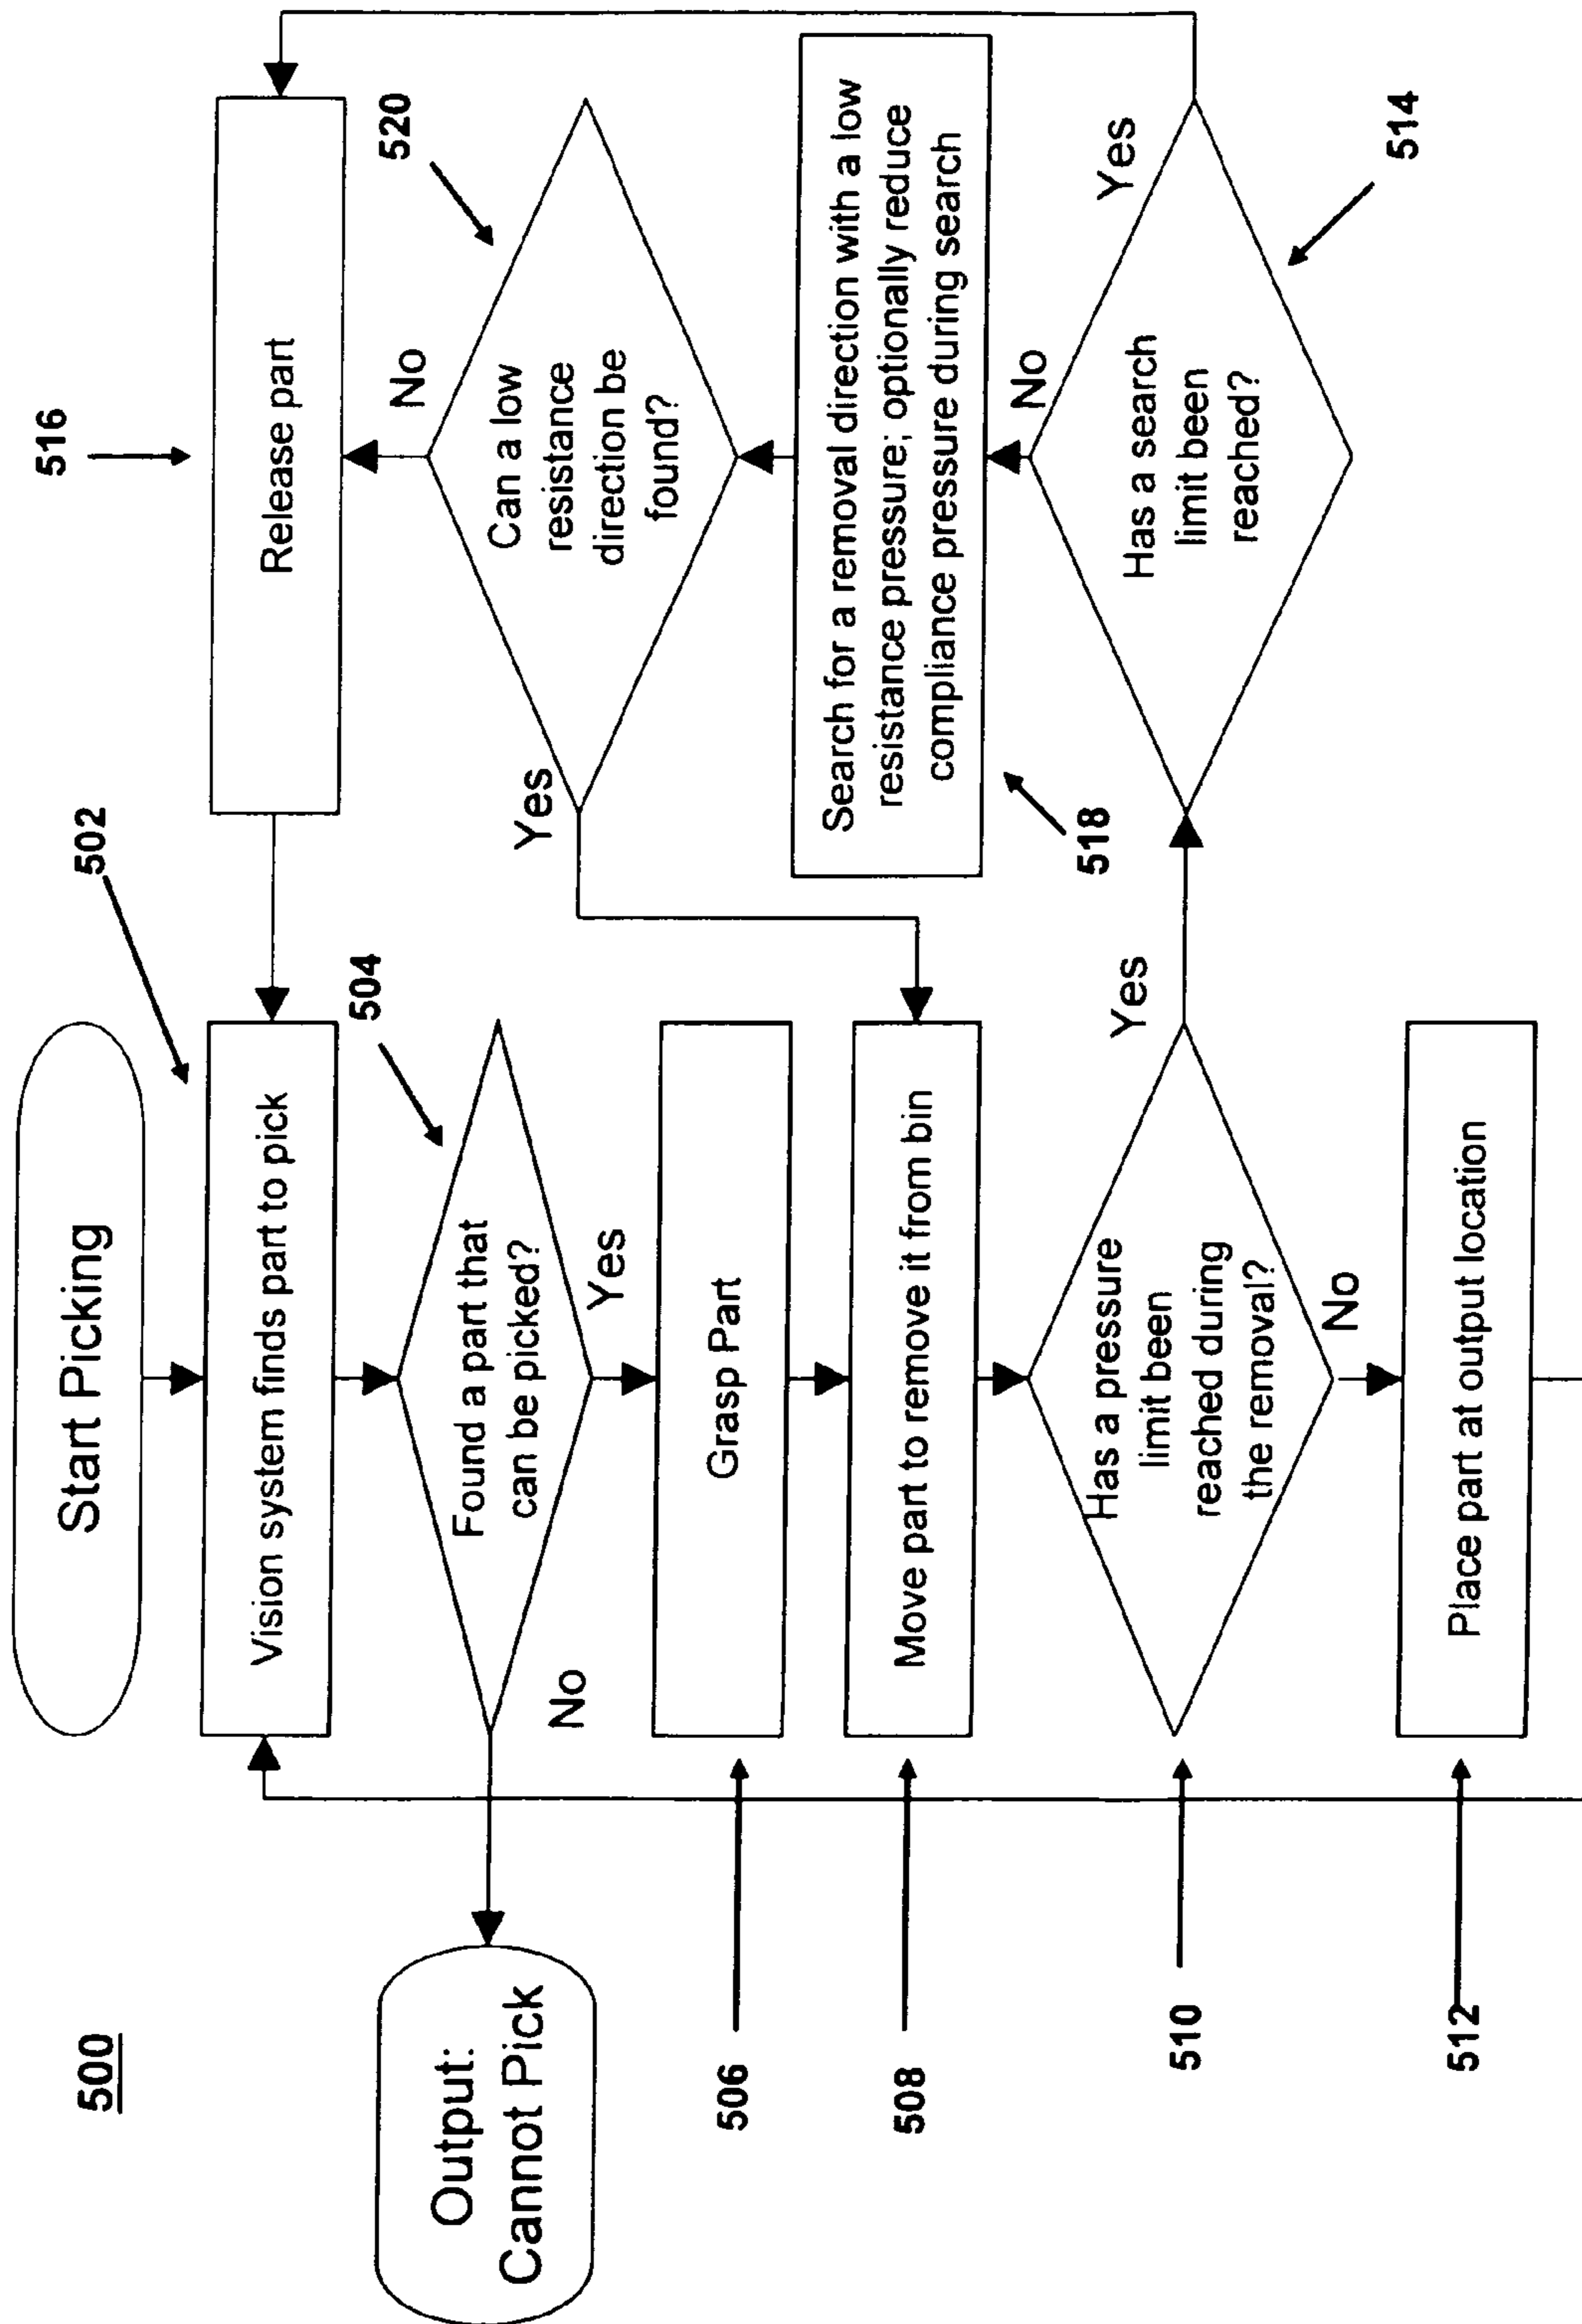 500
Start Picking
502
Vision system finds part to pick
504
Found a part that
can be picked?
No
Yes
Output:
Cannot Pick
506
Grasp Part
508
Move part to remove it from bin
510
Has a pressure
limit been
reached during
the removal?
Yes
No
512
Place part at output location
516
Release part
520
No
Can a low
resistance
direction be
found?
Yes
Search for a removal direction with a low
resistance pressure; optionally reduce
compliance pressure during search
518
No
Has a search
limit been
reached?
Yes
514